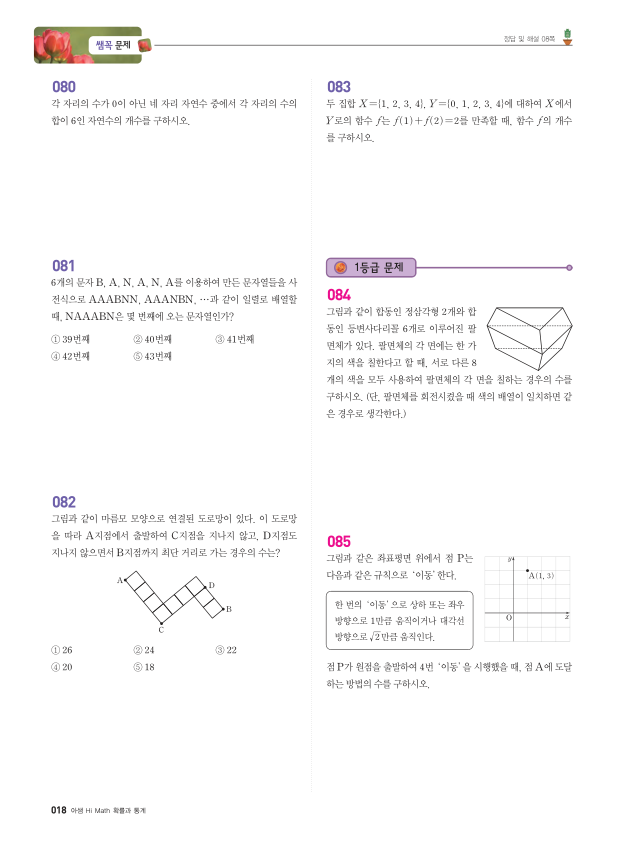 쌤꼭 문제
정답 및 해설 08쪽
080
각 자리의 수가 0이 아닌 네 자리 자연수 중에서 각 자리의 수의
합이 6인 자연수의 개수를 구하시오.
081
6개의 문자 B, A, N, A, N, A를 이용하여 만든 문자열들을 사
전식으로 AAABNN, AAANBN, …과 같이 일렬로 배열할
때, NAAABN은 몇 번째에 오는 문자열인가?
① 39번째 ② 40번째 ③ 41번째
④ 42번째 ⑤ 43번째
082
그림과 같이 마름모 모양으로 연결된 도로망이 있다. 이 도로망
을 따라 A지점에서 출발하여 C지점을 지나지 않고, D지점도
지나지 않으면서 B지점까지 최단 거리로 가는 경우의 수는?
A
D
B
C
① 26 ② 24 ③ 22
④ 20 ⑤ 18
083
두 집합 X={1, 2, 3, 4}, Y={0, 1, 2, 3, 4}에 대하여 X에서
Y로의 함수 f는 f(1)+f(2)=2를 만족할 때, 함수 f의 개수
를 구하시오.
1등급 문제
084
그림과 같이 합동인 정삼각형 2개와 합
동인 등변사다리꼴 6개로 이루어진 팔
면체가 있다. 팔면체의 각 면에는 한 가
지의 색을 칠한다고 할 때, 서로 다른 8
개의 색을 모두 사용하여 팔면체의 각 면을 칠하는 경우의 수를
구하시오. (단, 팔면체를 회전시켰을 때 색의 배열이 일치하면 같
은 경우로 생각한다.)
085
그림과 같은 좌표평면 위에서 점 P는
다음과 같은 규칙으로 ‘이동’한다.
한 번의 ‘이동’으로 상하 또는 좌우
방향으로 1만큼 움직이거나 대각선
방향으로 √2만큼 움직인다.
y
A(1, 3)
O
x
점 P가 원점을 출발하여 4번 ‘이동’을 시행했을 때, 점 A에 도달
하는 방법의 수를 구하시오.
018 아샘 Hi Math 확률과 통계